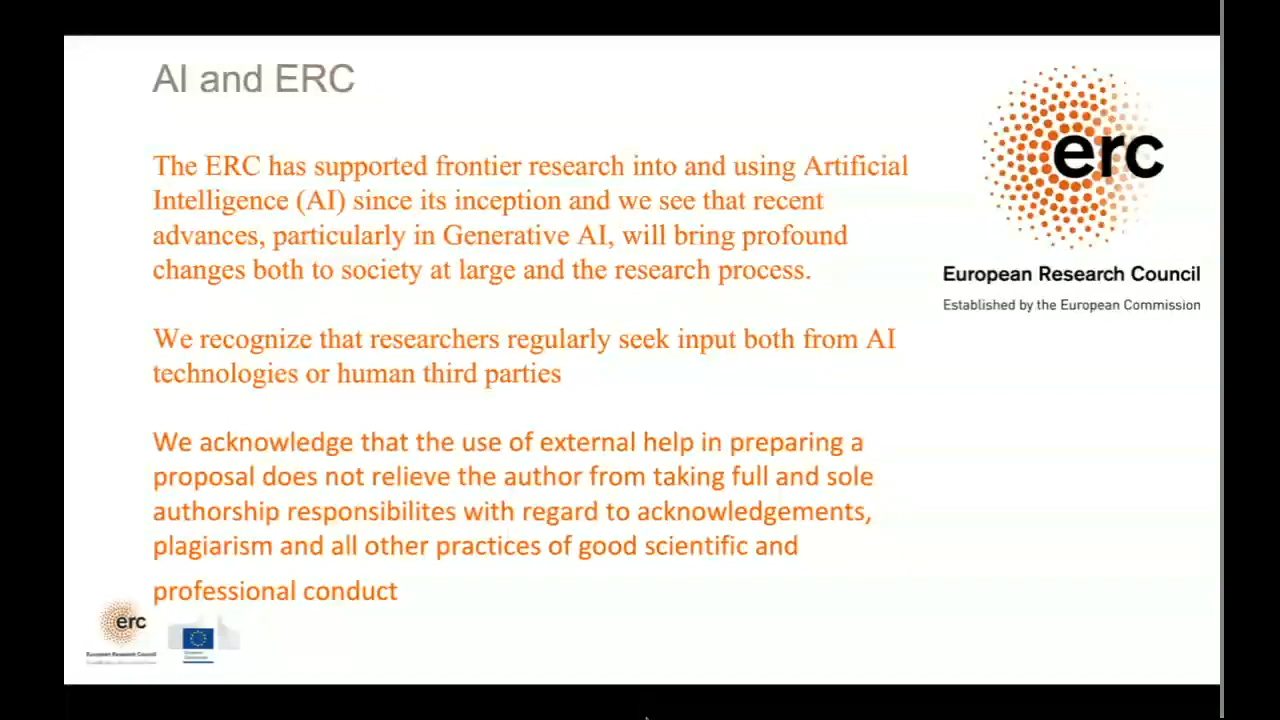 AI and ERC
The ERC has supported frontier research into and using Artificial
Intelligence (AI) since its inception and we see that recent
advances, particularly in Generative AI, will bring profound
changes both to society at large and the research process.
We recognize that researchers regularly seek input both from AI
technologies or human third parties
We acknowledge that the use of external help in preparing a
proposal does not relieve the author from taking full and sole
authorship responsibilites with regard to acknowledgements,
plagiarism and all other practices of good scientific and
professional conduct
erc
European Research Council
Established by the European Commission
erc
European Research Council